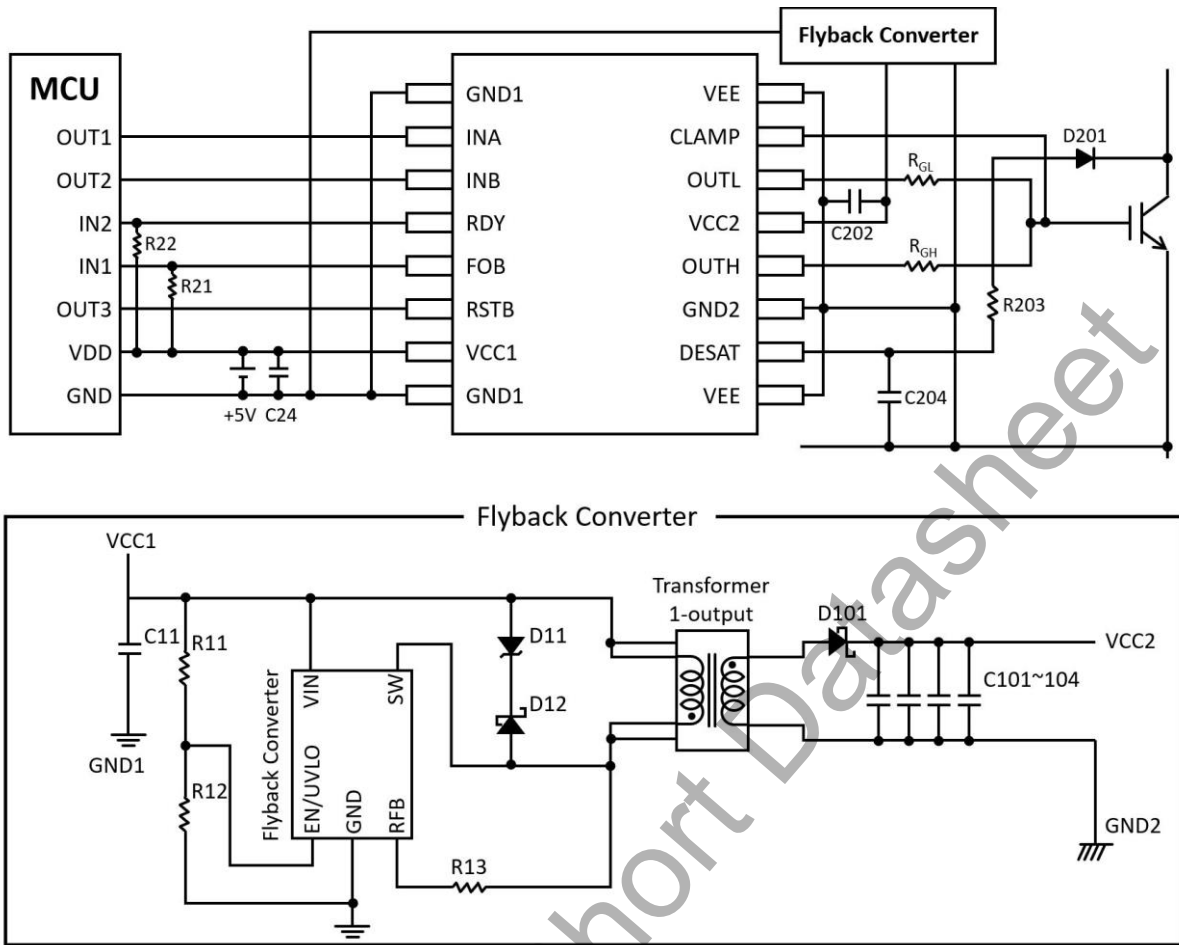 Flyback Converter
MCU
GND1
VEE
OUT1
INA
CLAMP
D201
OUT2
INB
OUTL
RGL
IN2
RDY
VCC2
C202
R22
IN1
FOB
OUTH
RGH
R21
OUT3
RSTB
GND2
R203
VDD
VCC1
DESAT
GND
GND1
VEE
C204
+5V
C24
Flyback Converter
VCC1
Transformer
1-output
D101
C11
R11
D11
VCC2
VIN
SW
C101~104
D12
GND1
R12
Flyback Converter
EN/UVLO
GND
RFB
GND2
R13
hort Datasheet